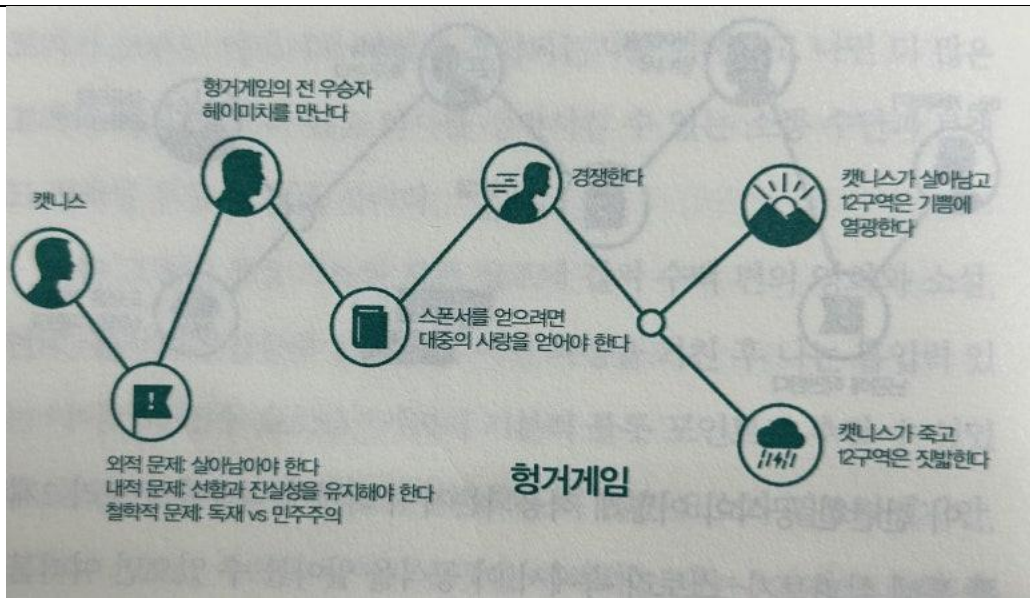 헝거게임의 전 우승자
헤이미치를 만난다
캣니스
경쟁한다
캣니스가 살아남고
12구역은 기쁨에
열광한다
스폰서를 얻으려면
대중의 사랑을 얻어야 한다
캣니스가 죽고
12구역은 짓밟한다
외적 문제: 살아남아야 한다
내적 문제: 선함과 진실성을 유지해야 한다
철학적 문제: 독재 vs 민주주의
헝거게임